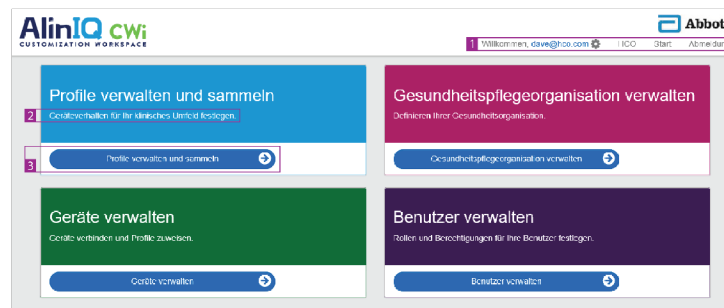 AlinIQ CWi
CUSTOMIZATION WORKSPACE
Abbot
1 Willkommen, dave@hco.com HCO Start Abmeldun
Profile verwalten und sammeln
2 Geräteverhalten für Ihr klinisches Umfeld festlegen.
3 Profile verwalten und sammeln
Gesundheitspflegeorganisation verwalten
Definieren Ihrer Gesundheitsorganisation.
Gesundheitspflegeorganisation verwalten
Geräte verwalten
Geräte verbinden und Profile zuweisen.
Geräte verwalten
Benutzer verwalten
Rollen und Berechtigungen für Ihre Benutzer festlegen.
Benutzer verwalten